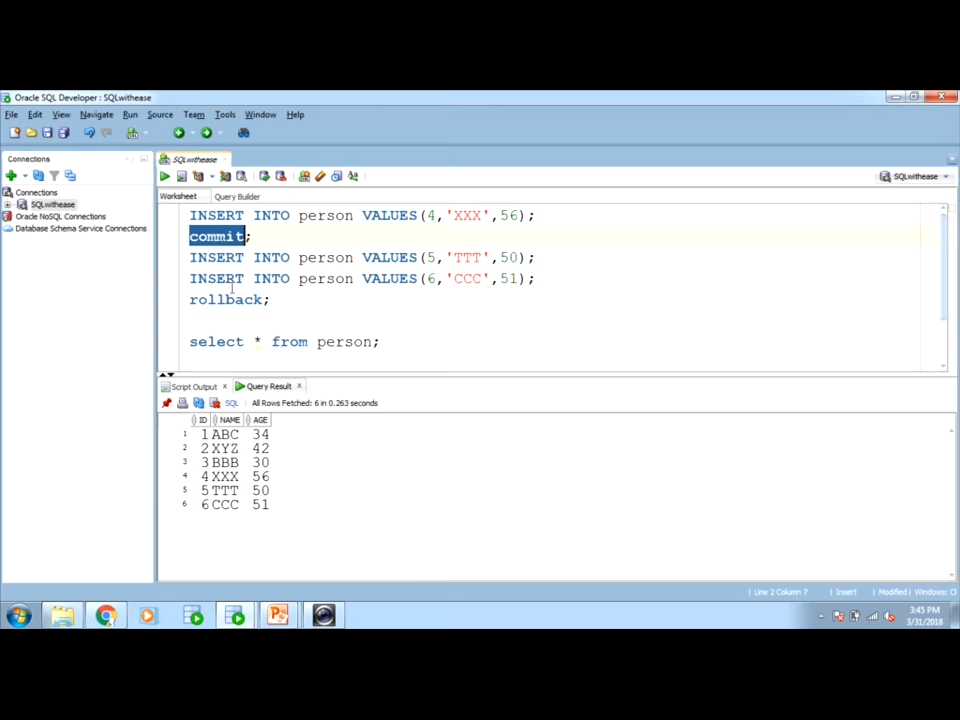 Oracle SQL Developer : SQLwithease
File Edit View Navigate Run Source Team Tools Window Help
Connections
SQLwithease
SQLwithease
Connections
SQLwithease
Oracle NoSQL Connections
Database Schema Service Connections
Worksheet Query Builder
INSERT INTO person VALUES(4,'XXX',56);
commit;
INSERT INTO person VALUES(5,'TTT',50);
INSERT INTO person VALUES(6,'CCC',51);
rollback;
select * from person;
Script Output x Query Result x
SQL | All Rows Fetched: 6 in 0.263 seconds
ID NAME AGE
1 1 ABC 34
2 2 XYZ 42
3 3 BBB 30
4 4 XXX 56
5 5 TTT 50
6 6 CCC 51
| Line 2 Column 7 | Insert | Modified | Windows: C
3:45 PM
3/31/2018